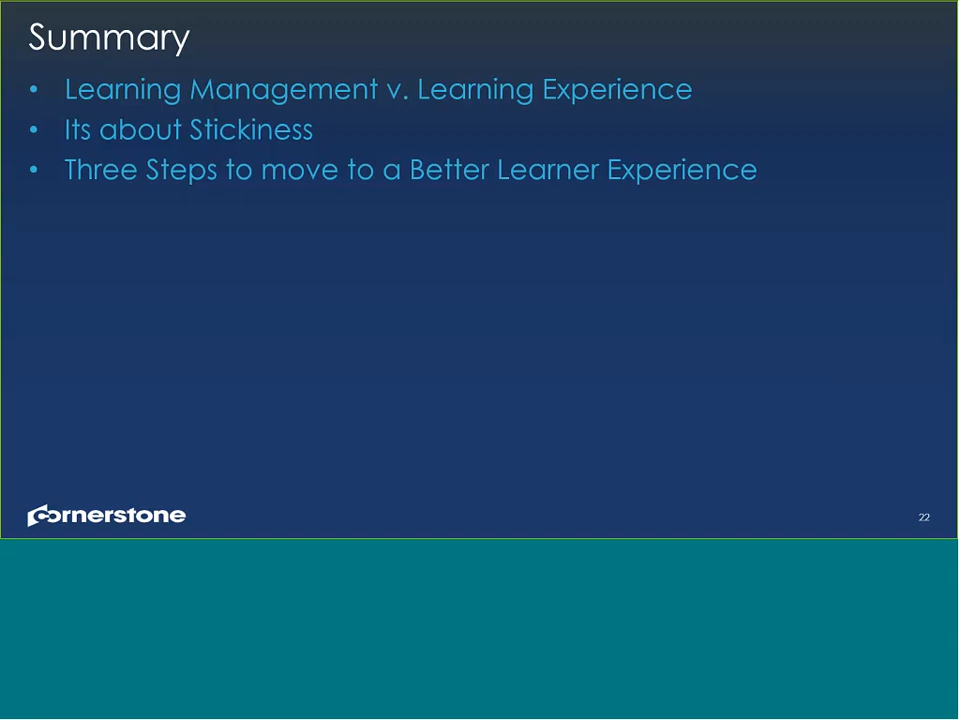 Summary
• Learning Management v. Learning Experience
• Its about Stickiness
• Three Steps to move to a Better Learner Experience
Cornerstone
22